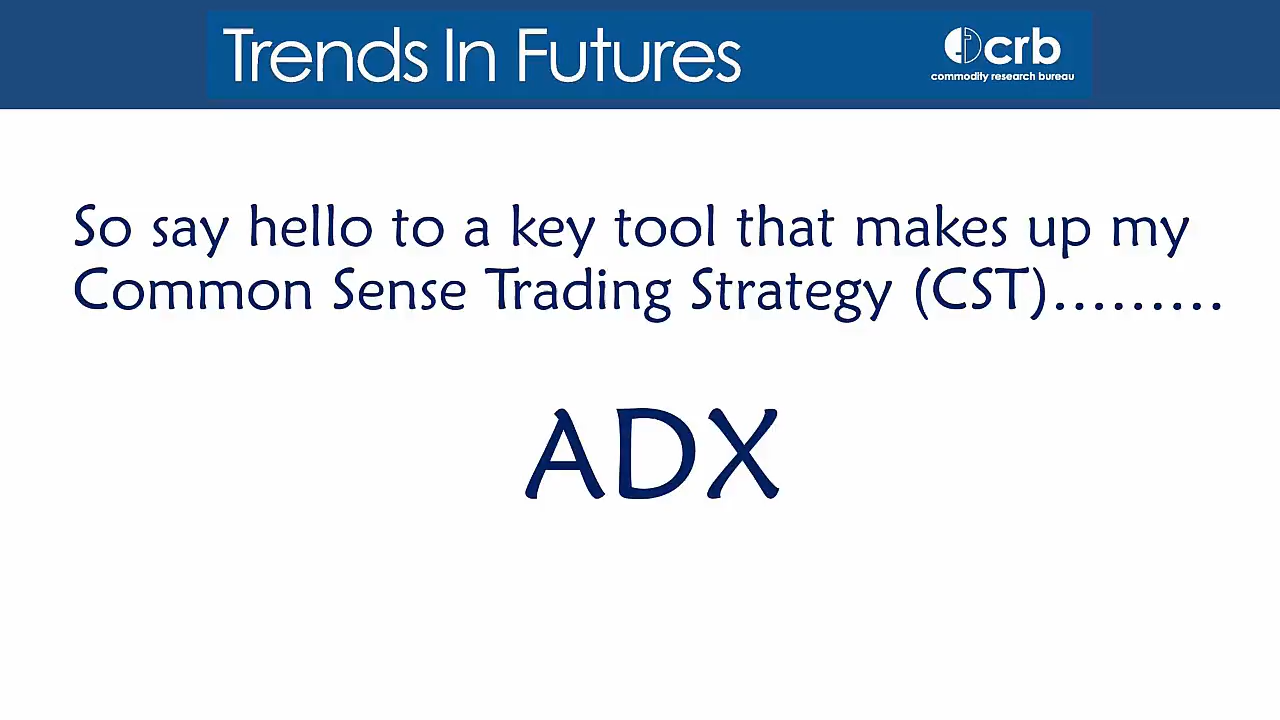 Trends In Futures
crb
commodity research bureau
So say hello to a key tool that makes up my
Common Sense Trading Strategy (CST).........
ADX